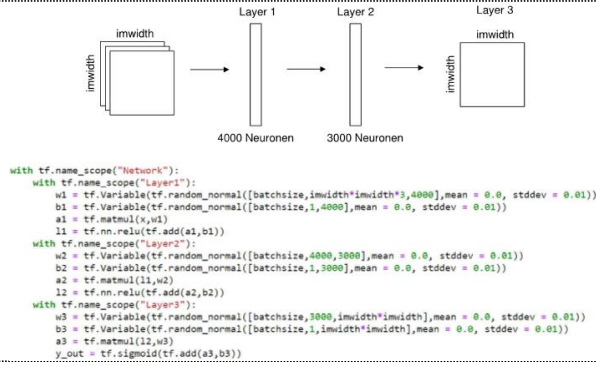 Layer 1 Layer 2 Layer 3
imwidth imwidth
imwidth imwidth
4000 Neuronen 3000 Neuronen
with tf.name_scope("Network"):
    with tf.name_scope("Layer1"):
        w1 = tf.Variable(tf.random_normal([batchsize,imwidth*imwidth*3,4000],mean = 0.0, stddev = 0.01))
        b1 = tf.Variable(tf.random_normal([batchsize,1,4000],mean = 0.0, stddev = 0.01))
        a1 = tf.matmul(x,w1)
        l1 = tf.nn.relu(tf.add(a1,b1))
    with tf.name_scope("Layer2"):
        w2 = tf.Variable(tf.random_normal([batchsize,4000,3000],mean = 0.0, stddev = 0.01))
        b2 = tf.Variable(tf.random_normal([batchsize,1,3000],mean = 0.0, stddev = 0.01))
        a2 = tf.matmul(l1,w2)
        l2 = tf.nn.relu(tf.add(a2,b2))
    with tf.name_scope("Layer3"):
        w3 = tf.Variable(tf.random_normal([batchsize,3000,imwidth*imwidth],mean = 0.0, stddev = 0.01))
        b3 = tf.Variable(tf.random_normal([batchsize,1,imwidth*imwidth],mean = 0.0, stddev = 0.01))
        a3 = tf.matmul(l2,w3)
        y_out = tf.sigmoid(tf.add(a3,b3))